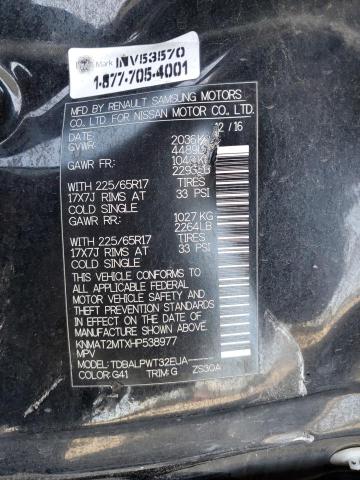 Mark INV53570
1-877-705-4001
MFD BY RENAULT SAMSUNG MOTORS
CO. LTD FOR NISSAN MOTOR CO. LTD.
DATE: 12/16
GVWR: 2036KG
4489LB
GAWR FR: 1040KG
2293LB
WITH 225/65R17 TIRES
17X7J RIMS AT 33 PSI
COLD SINGLE
GAWR RR: 1027 KG
2264LB
WITH 225/65R17 TIRES
17X7J RIMS AT 33 PSI
COLD SINGLE
THIS VEHICLE CONFORMS TO
ALL APPLICABLE FEDERAL
MOTOR VEHICLE SAFETY AND
THEFT PREVENTION STANDARDS
IN EFFECT ON THE DATE OF
MANUFACTURE SHOWN ABOVE.
KNMAT2MTXHP538977
MPV
MODEL: TDBALPWT32EUA
COLOR: G41 TRIM: G ZS30A